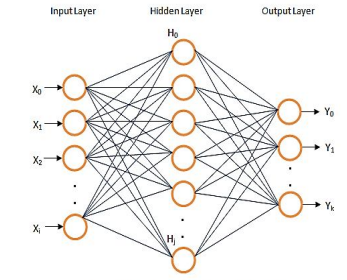 Input Layer
Hidden Layer
Output Layer
H0
X0
X1
X2
Xi
Hj
Y0
Y1
Yk